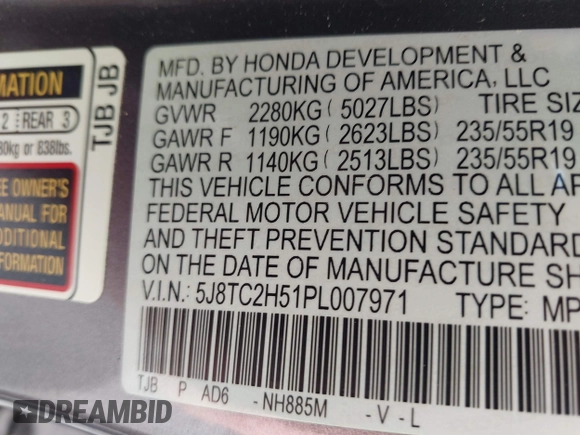 MFD. BY HONDA DEVELOPMENT &
MANUFACTURING OF AMERICA, LLC
GVWR 2280KG ( 5027LBS) TIRE SIZ
GAWR F 1190KG ( 2623LBS) 235/55R19
GAWR R 1140KG ( 2513LBS) 235/55R19
THIS VEHICLE CONFORMS TO ALL AP
FEDERAL MOTOR VEHICLE SAFETY
AND THEFT PREVENTION STANDARD
ON THE DATE OF MANUFACTURE SH
V.I.N.: 5J8TC2H51PL007971 TYPE: MP
TJB P AD6 -NH885M -V-L
TJB JB
RMATION
2 REAR 3
80kg or 838lbs.
EE OWNER'S
ANUAL FOR
DDITIONAL
FORMATION
DREAMBID